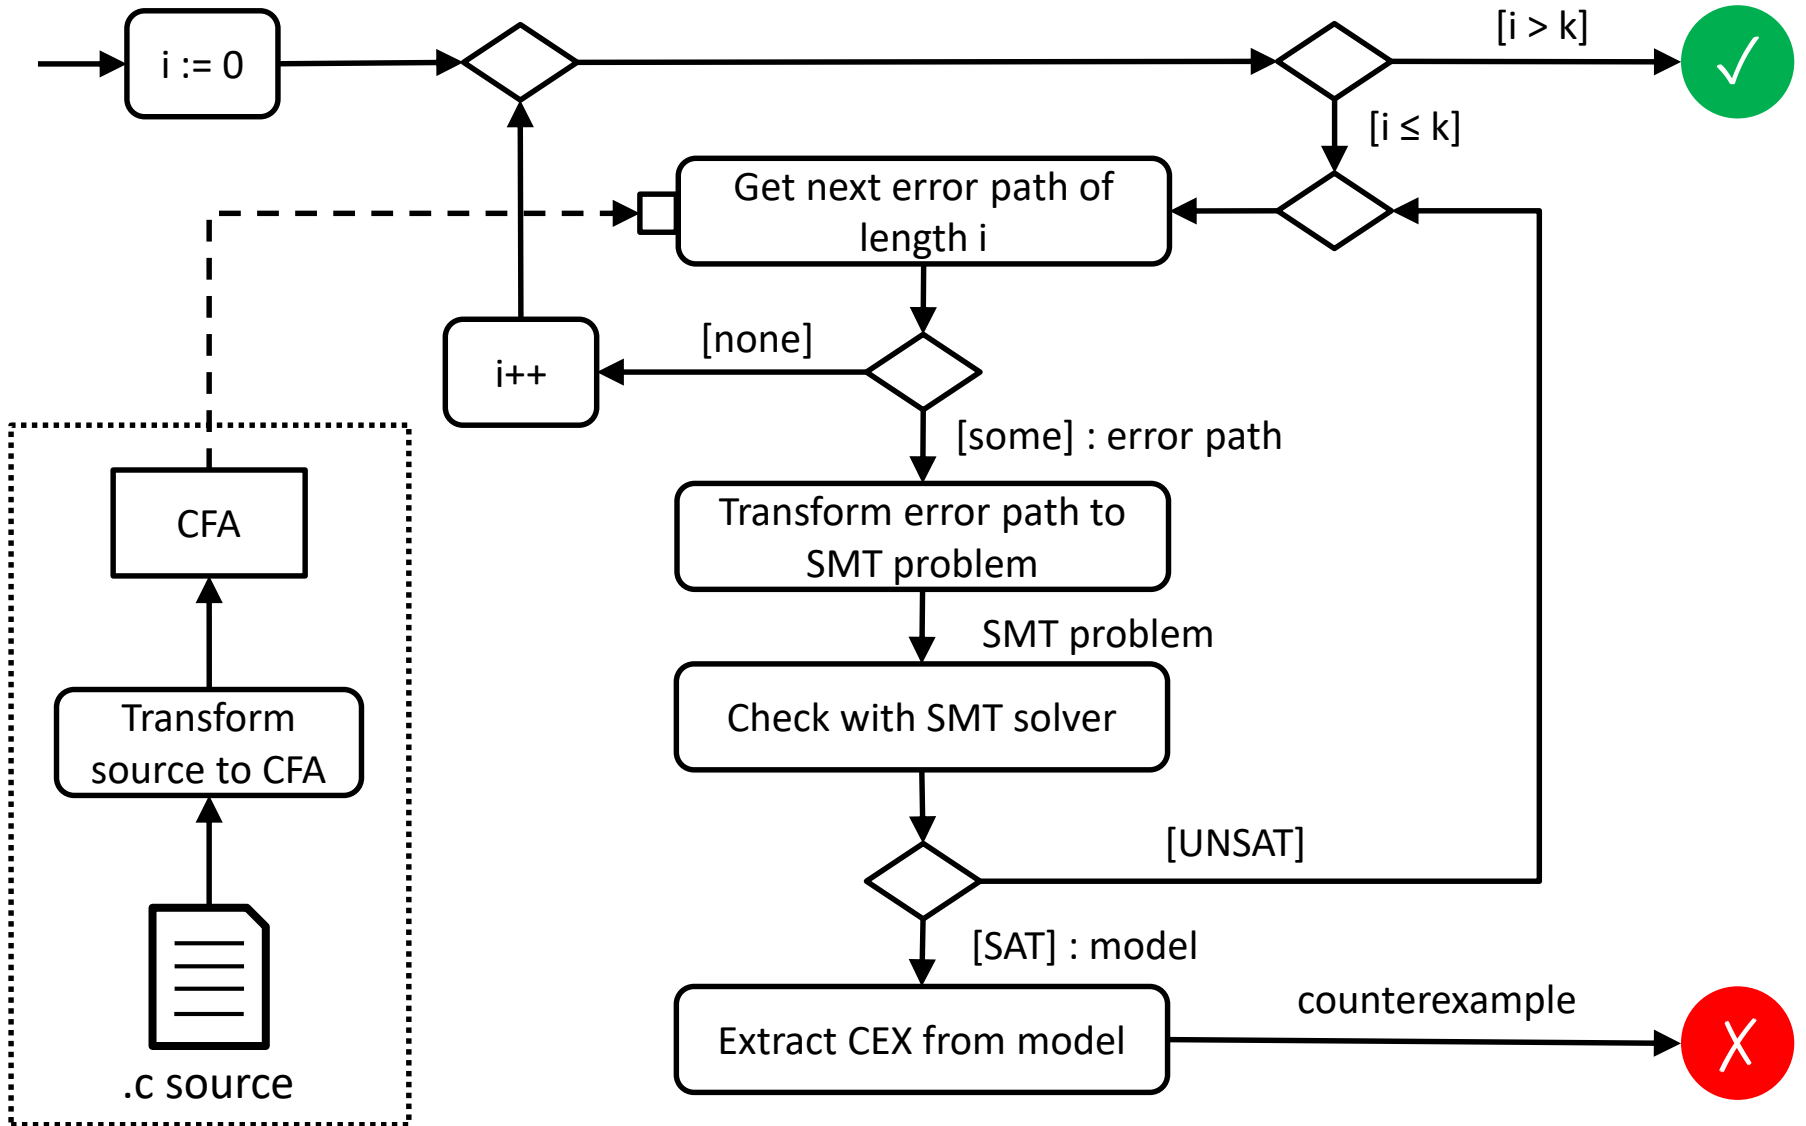 i := 0
[i > k]
✓
[i ≤ k]
Get next error path of
length i
[none]
i++
[some] : error path
CFA
Transform error path to
SMT problem
SMT problem
Transform
source to CFA
Check with SMT solver
[UNSAT]
[SAT] : model
counterexample
Extract CEX from model
✗
.c source